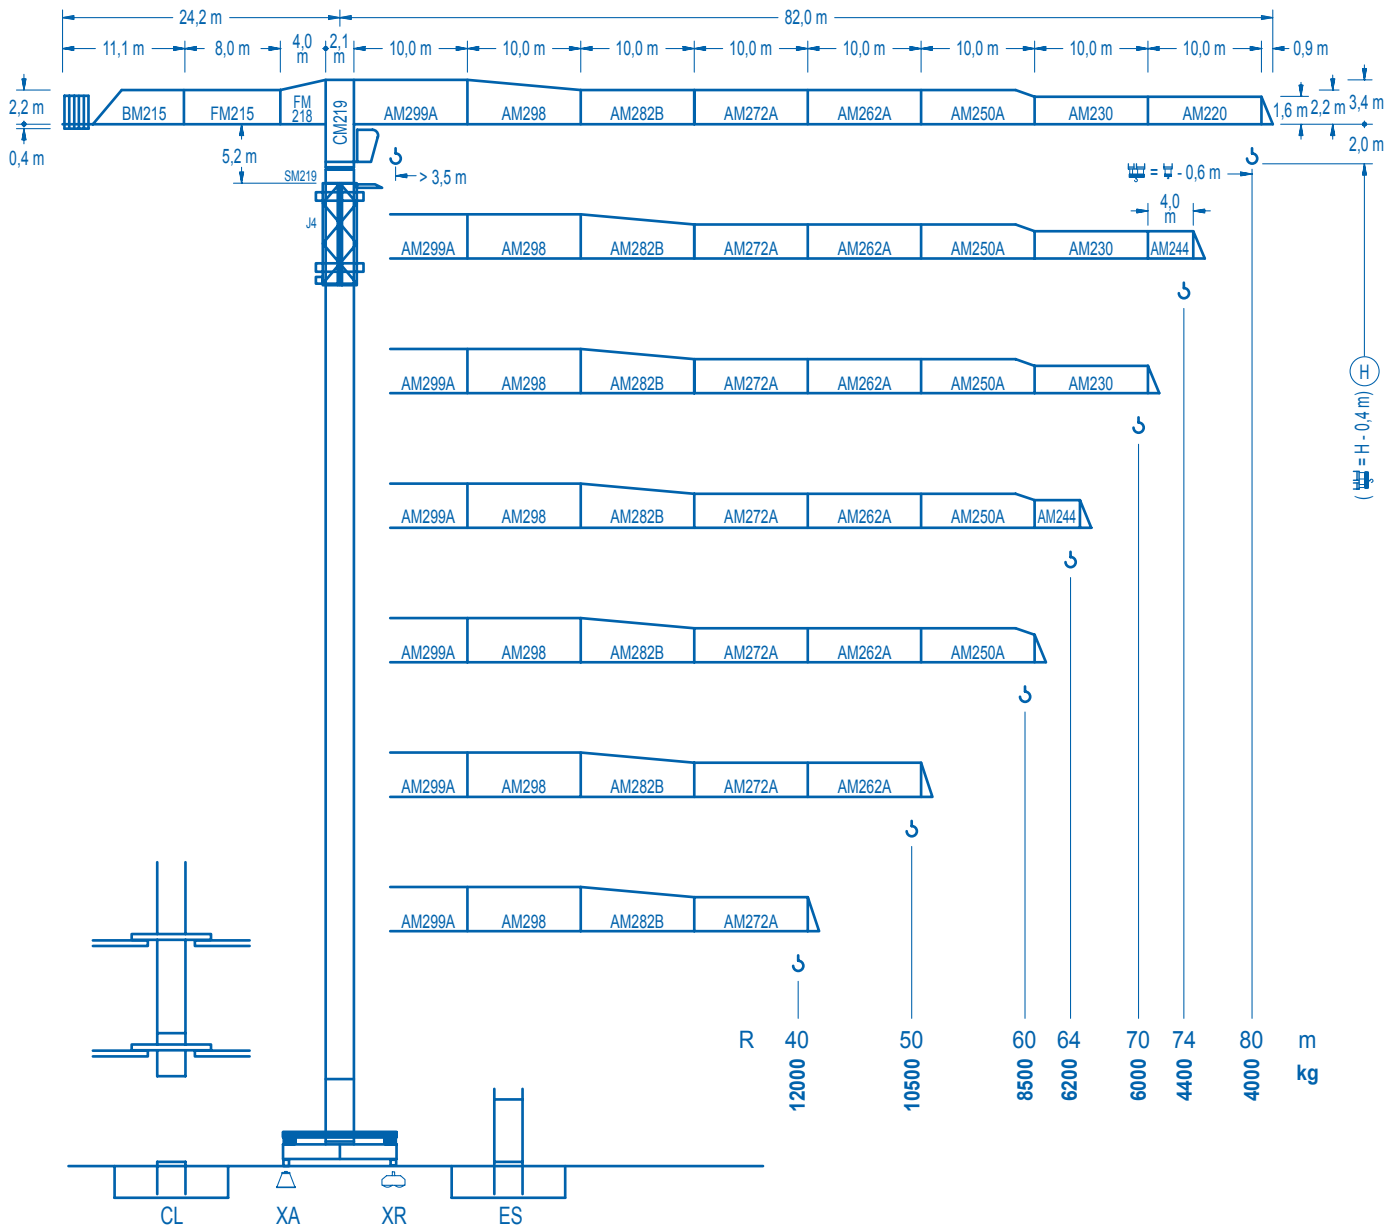 24,2 m 82,0 m
11,1 m 8,0 m 4,0 m 2,1 m 10,0 m 10,0 m 10,0 m 10,0 m 10,0 m 10,0 m 10,0 m 10,0 m 0,9 m
2,2 m BM215 FM215 FM 218 CM219 AM299A AM298 AM282B AM272A AM262A AM250A AM230 AM220 1,6 m 2,2 m 3,4 m
0,4 m 5,2 m 2,0 m
SM219 > 3,5 m = - 0,6 m
J4 4,0 m
AM299A AM298 AM282B AM272A AM262A AM250A AM230 AM244
H
( = H - 0,4 m)
AM299A AM298 AM282B AM272A AM262A AM250A AM230
AM299A AM298 AM282B AM272A AM262A AM250A AM244
AM299A AM298 AM282B AM272A AM262A AM250A
AM299A AM298 AM282B AM272A AM262A
AM299A AM298 AM282B AM272A
R 40 50 60 64 70 74 80 m
12000 10500 8500 6200 6000 4400 4000 kg
CL XA XR ES